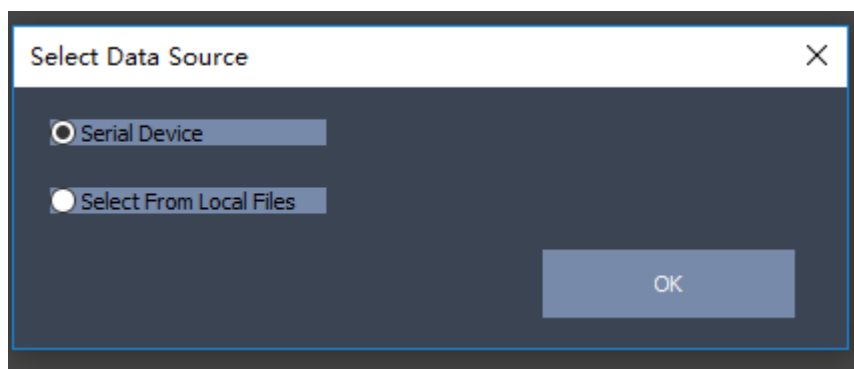 Select Data Source
Serial Device
Select From Local Files
OK